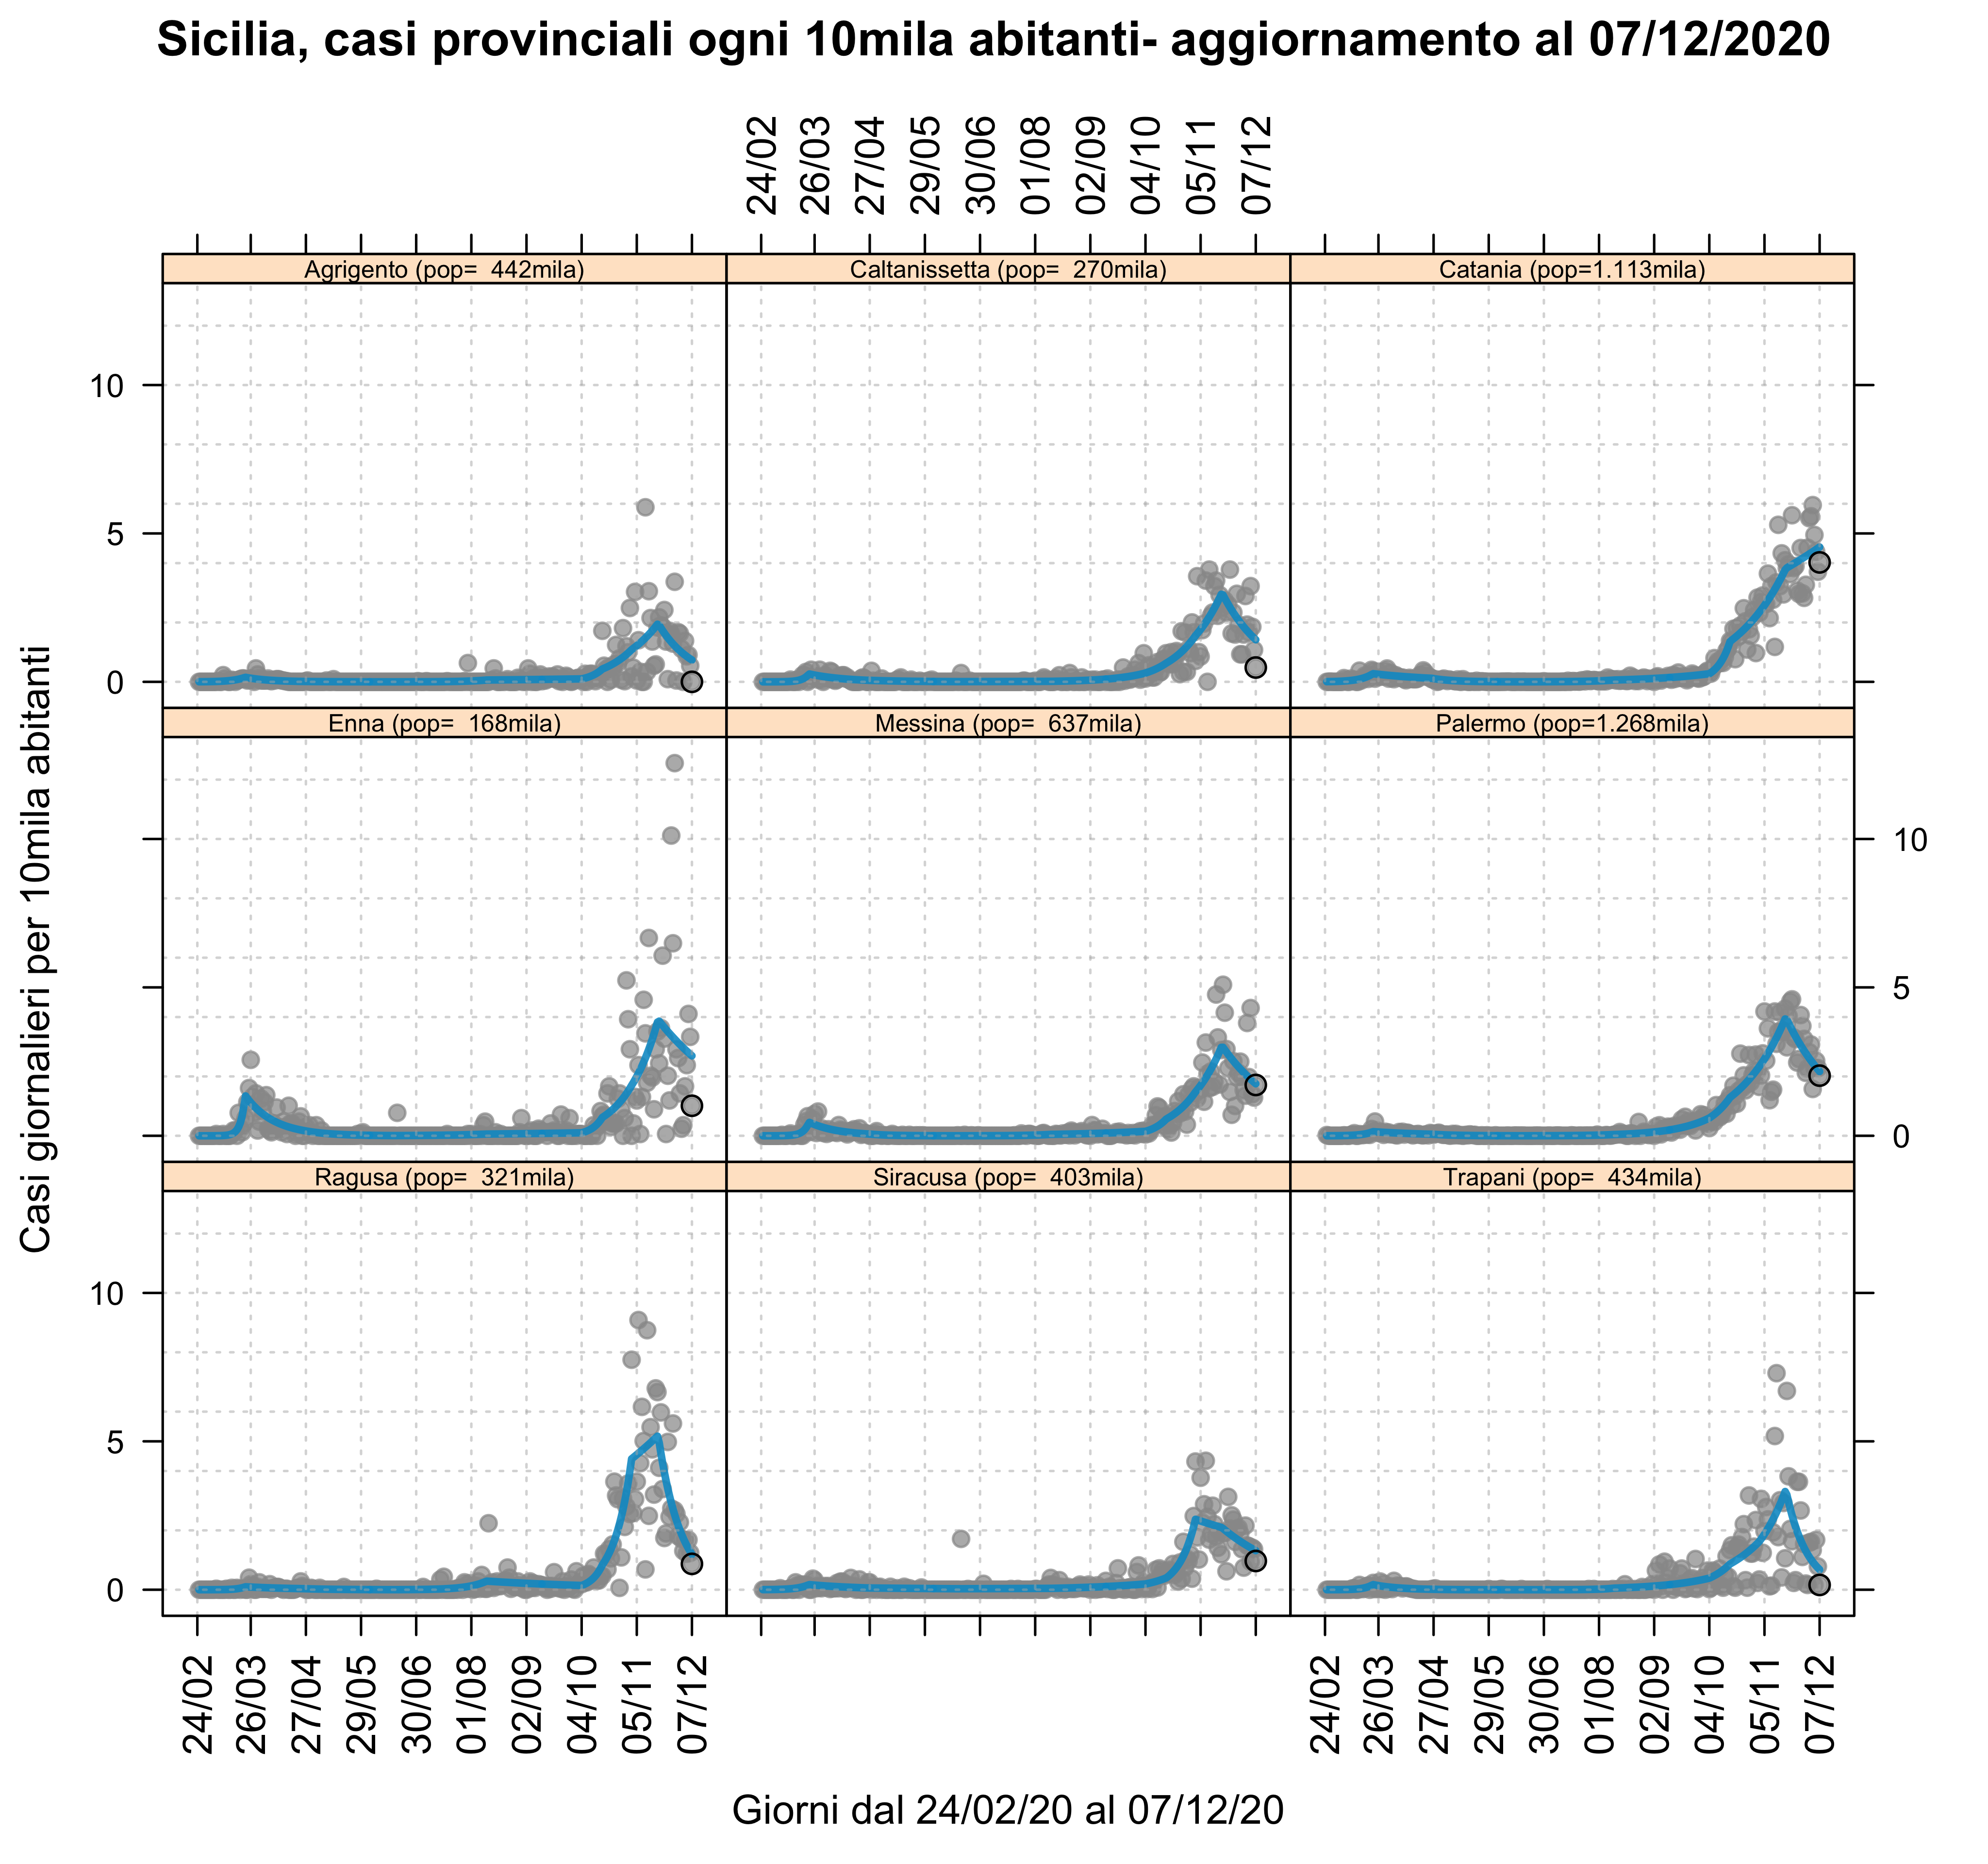 Sicilia, casi provinciali ogni 10mila abitanti- aggiornamento al 07/12/2020
24/02 26/03 27/04 29/05 30/06 01/08 02/09 04/10 05/11 07/12
Agrigento (pop=  442mila) Caltanissetta (pop=  270mila) Catania (pop=1.113mila)
10
5
0
Enna (pop=  168mila) Messina (pop=  637mila) Palermo (pop=1.268mila)
10
5
0
Casi giornalieri per 10mila abitanti
Ragusa (pop=  321mila) Siracusa (pop=  403mila) Trapani (pop=  434mila)
10
5
0
24/02 26/03 27/04 29/05 30/06 01/08 02/09 04/10 05/11 07/12 24/02 26/03 27/04 29/05 30/06 01/08 02/09 04/10 05/11 07/12
Giorni dal 24/02/20 al 07/12/20